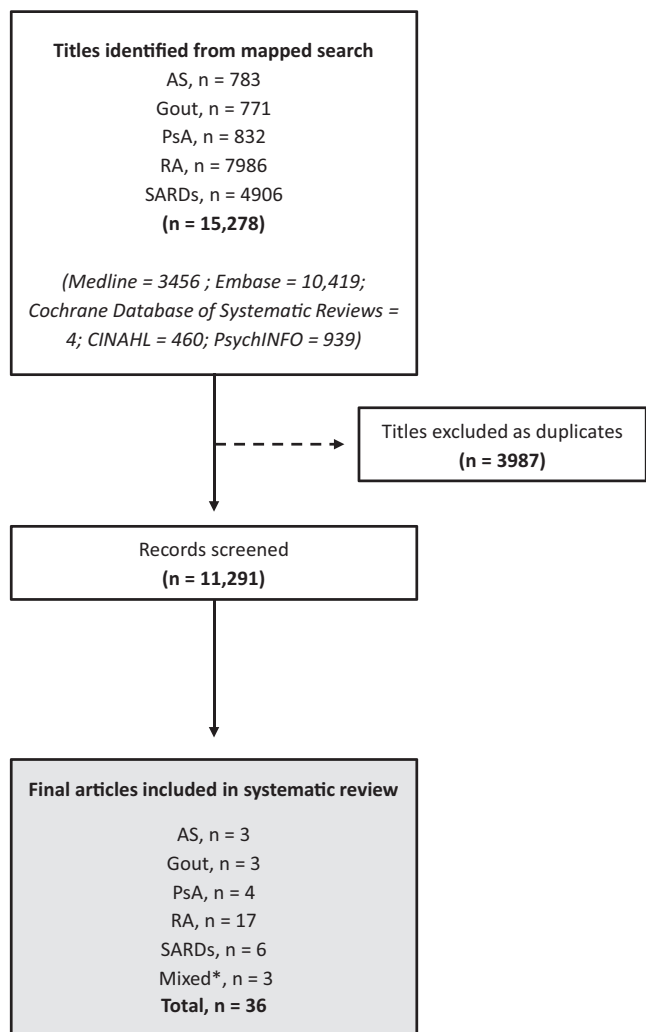 Titles identified from mapped search
AS, n = 783
Gout, n = 771
PsA, n = 832
RA, n = 7986
SARDs, n = 4906
(n = 15,278)
(Medline = 3456 ; Embase = 10,419;
Cochrane Database of Systematic Reviews =
4; CINAHL = 460; PsychINFO = 939)
Titles excluded as duplicates
(n = 3987)
Records screened
(n = 11,291)
Final articles included in systematic review
AS, n = 3
Gout, n = 3
PsA, n = 4
RA, n = 17
SARDs, n = 6
Mixed*, n = 3
Total, n = 36